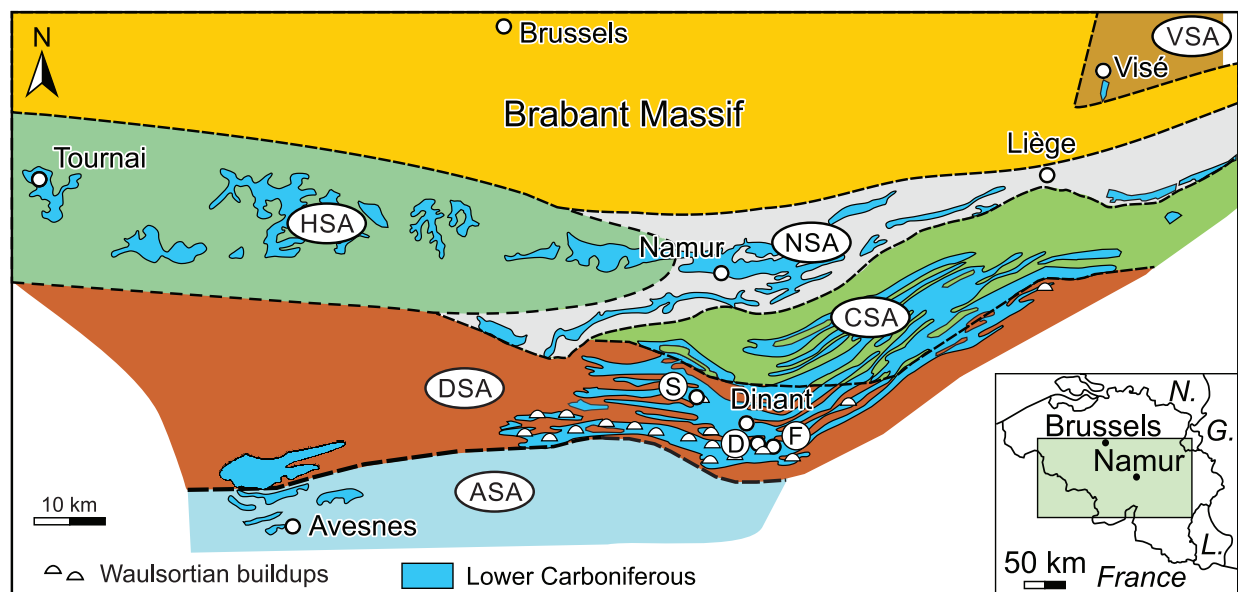 N
Brussels
VSA
Visé
Brabant Massif
Liège
Tournai
HSA
NSA
Namur
CSA
DSA
S
Dinant
D
F
ASA
Avesnes
10 km
Waulsortian buildups
Lower Carboniferous
N.
Brussels
G.
Namur
L.
50 km
France